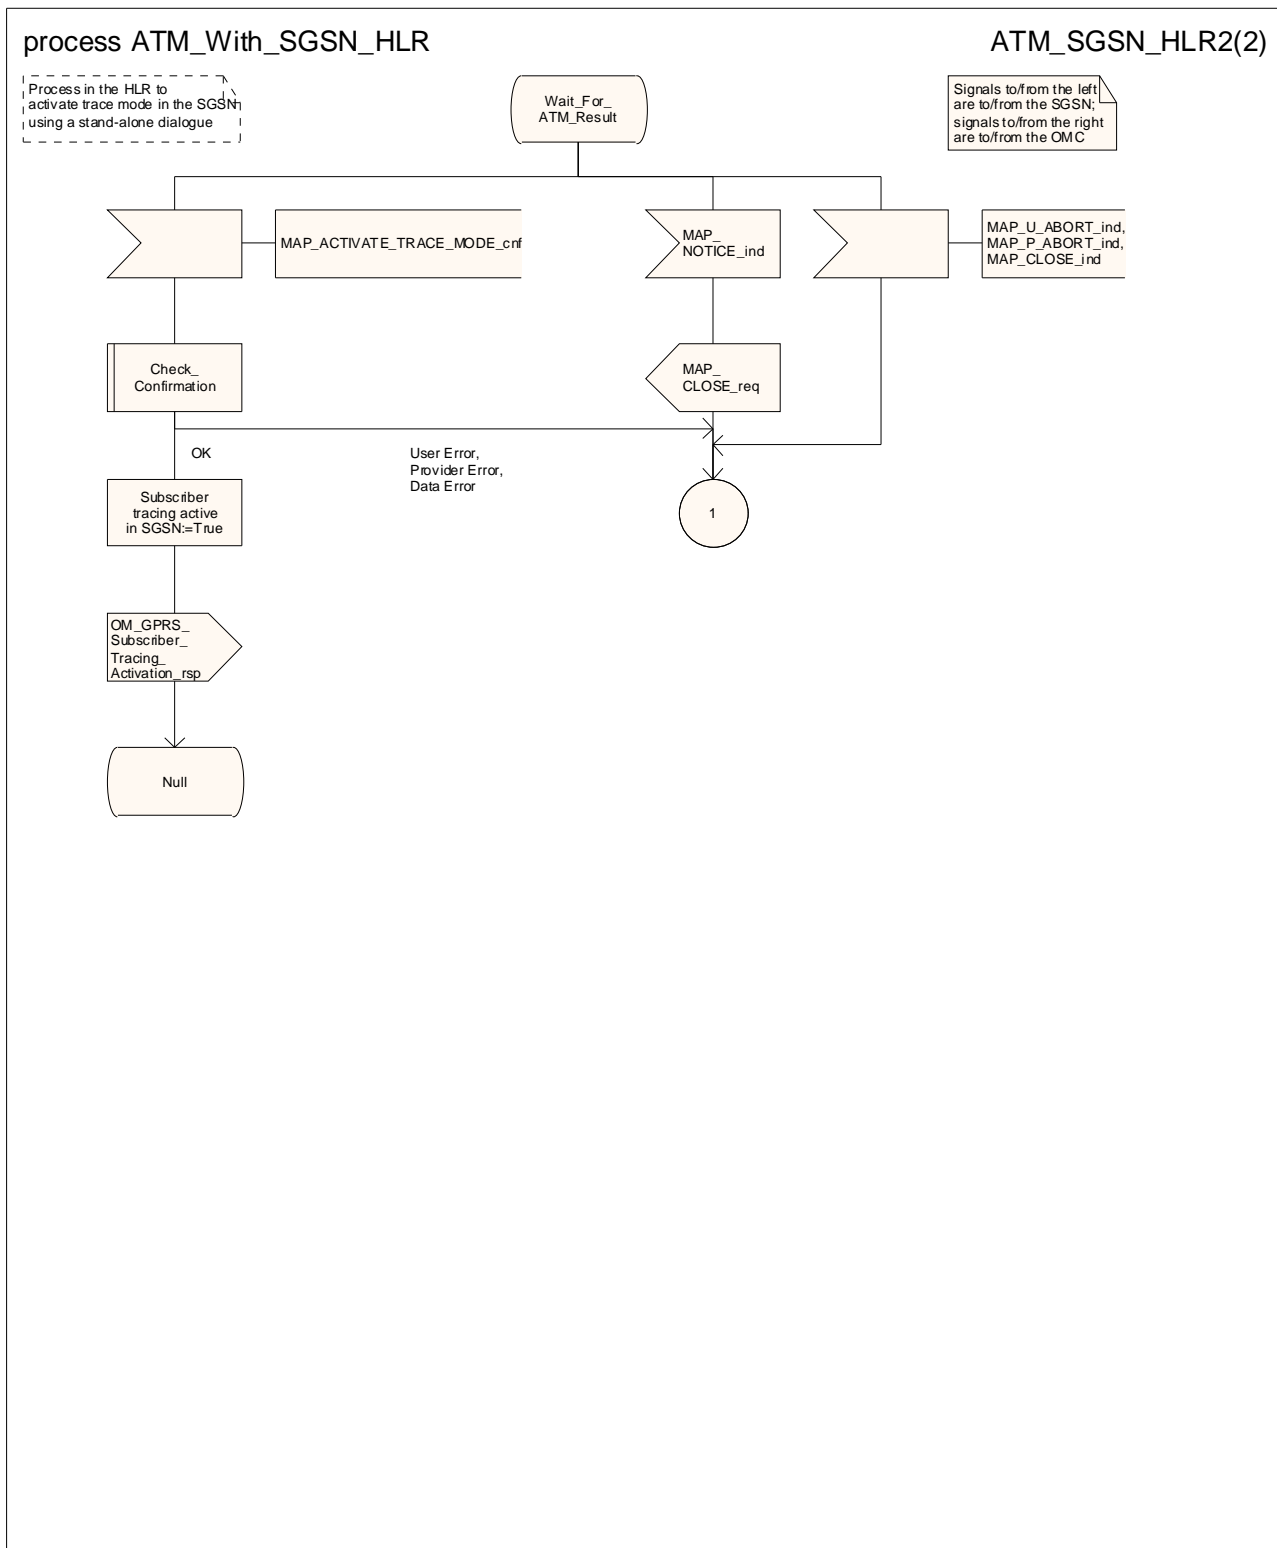 process ATM_With_SGSN_HLR
ATM_SGSN_HLR2(2)
Process in the HLR to
activate trace mode in the SGSN
using a stand-alone dialogue
Wait_For_
ATM_Result
Signals to/from the left
are to/from the SGSN;
signals to/from the right
are to/from the OMC
MAP_ACTIVATE_TRACE_MODE_cnf
MAP_
NOTICE_ind
MAP_U_ABORT_ind,
MAP_P_ABORT_ind,
MAP_CLOSE_ind
Check_
Confirmation
MAP_
CLOSE_req
OK
User Error,
Provider Error,
Data Error
Subscriber
tracing active
in SGSN:=True
1
OM_GPRS_
Subscriber_
Tracing_
Activation_rsp
Null